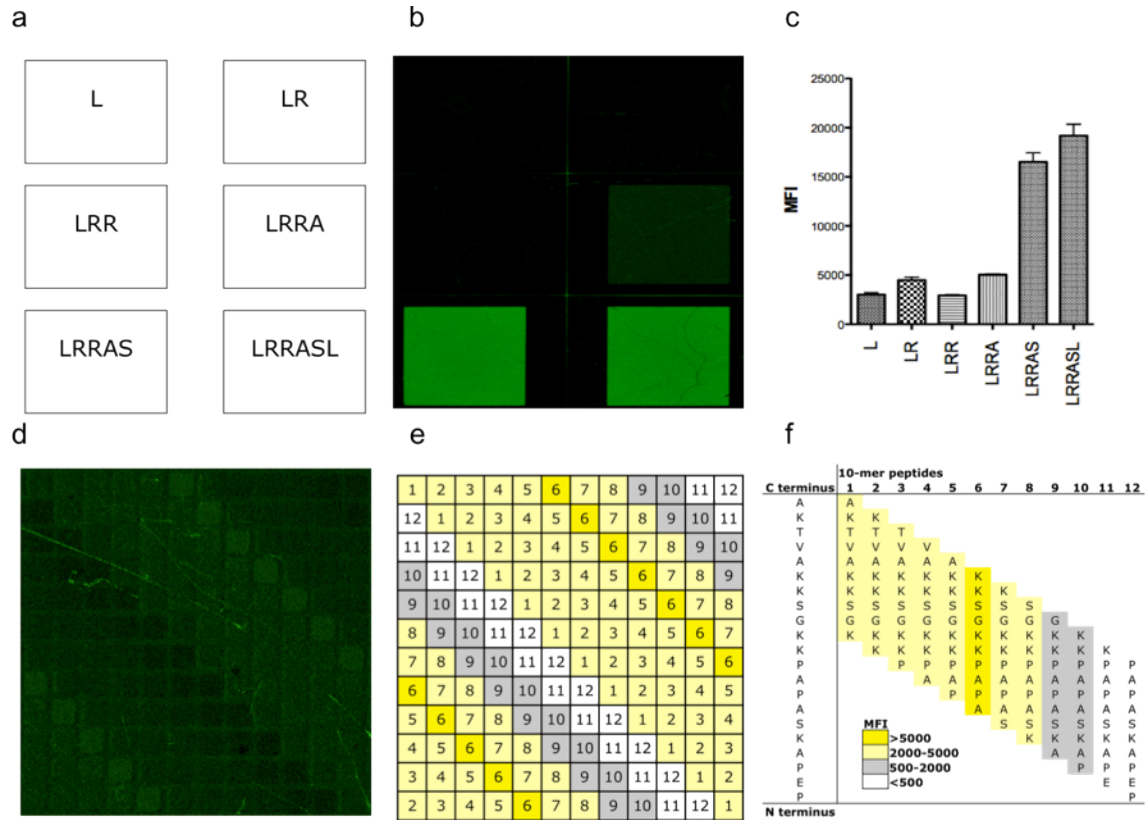 a
L LR
LRR LRRA
LRRAS LRRASL
b
c
25000
20000
15000
10000
5000
0
MFI
L LR LRR LRRA LRRAS LRRASL
d
e
1 2 3 4 5 6 7 8 9 10 11 12
12 1 2 3 4 5 6 7 8 9 10 11
11 12 1 2 3 4 5 6 7 8 9 10
10 11 12 1 2 3 4 5 6 7 8 9
9 10 11 12 1 2 3 4 5 6 7 8
8 9 10 11 12 1 2 3 4 5 6 7
7 8 9 10 11 12 1 2 3 4 5 6
6 7 8 9 10 11 12 1 2 3 4 5
5 6 7 8 9 10 11 12 1 2 3 4
4 5 6 7 8 9 10 11 12 1 2 3
3 4 5 6 7 8 9 10 11 12 1 2
2 3 4 5 6 7 8 9 10 11 12 1
f
10-mer peptides
C terminus 1 2 3 4 5 6 7 8 9 10 11 12
A A
K K K
T T T T
V V V V V
A A A A A A
K K K K K K K
K K K K K K K K
S S S S S S S S S
G G G G G G G G G G
K K K K K K K K K K K
K K K K K K K K K K K
P P P P P P P P P P P
A A A A A A A A A A
P P P P P P P P P
A A A A A A A A
S S S S S S S
K K K K K K
A A A A A
P P P P
E E E
P P
N terminus
MFI
>5000
2000-5000
500-2000
<500